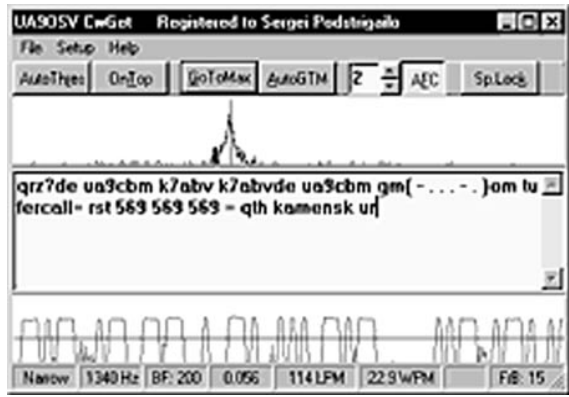 UA9OSV CwGet Registered to Sergei Podstrigailo
File Setup Help
AutoThres OnTop GoToMax AutoGTM 2 AFC Sp.Lock
qrz?de ua9cbm k7abv k7abvde ua9cbm gm(-...-.)om tu
fercall= rst 569 569 569 = qth kamensk ur
Narrow 1340 Hz BF: 200 0.056 114 LPM 22.9 WPM F/B: 15